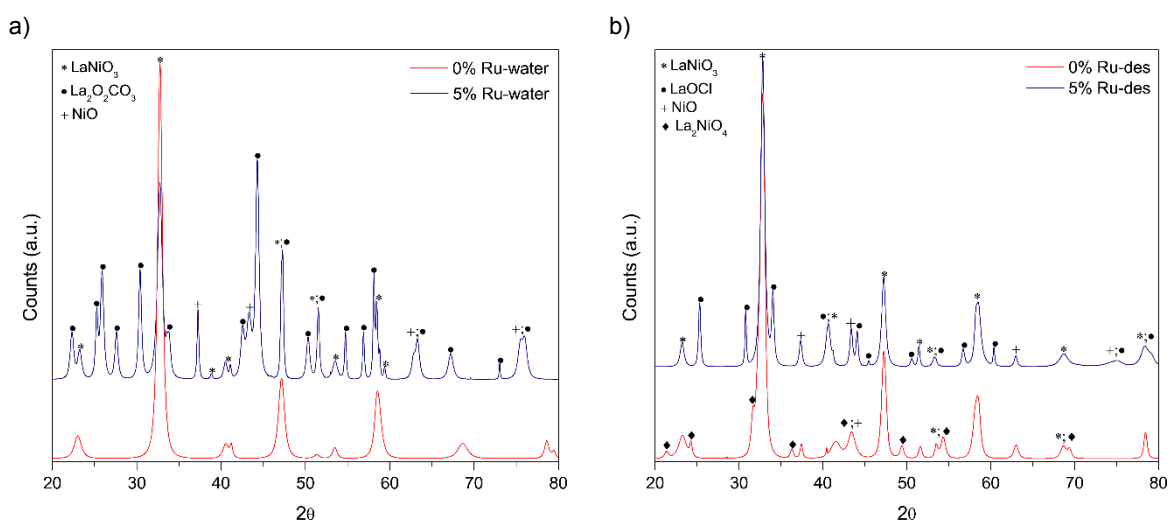 a)
* LaNiO₃
● La₂O₂CO₃
+ NiO
0% Ru-water
5% Ru-water
*
●
*
●
●
●
●
●
+
*
*
●
+
●
*;●
●
*;●
*
●
●
●
*
*
+;●
●
●
+;●
Counts (a.u.)
20 30 40 50 60 70 80
2θ
b)
* LaNiO₃
● LaOCl
+ NiO
♦ La₂NiO₄
0% Ru-des
5% Ru-des
*
*
●
●
●
+
●;*
+
●
●
*
●
*
*;●
●
*
●
+
*
+;●
*;●
♦
♦
♦
♦
♦;+
♦
*;♦
*;♦
Counts (a.u.)
20 30 40 50 60 70 80
2θ